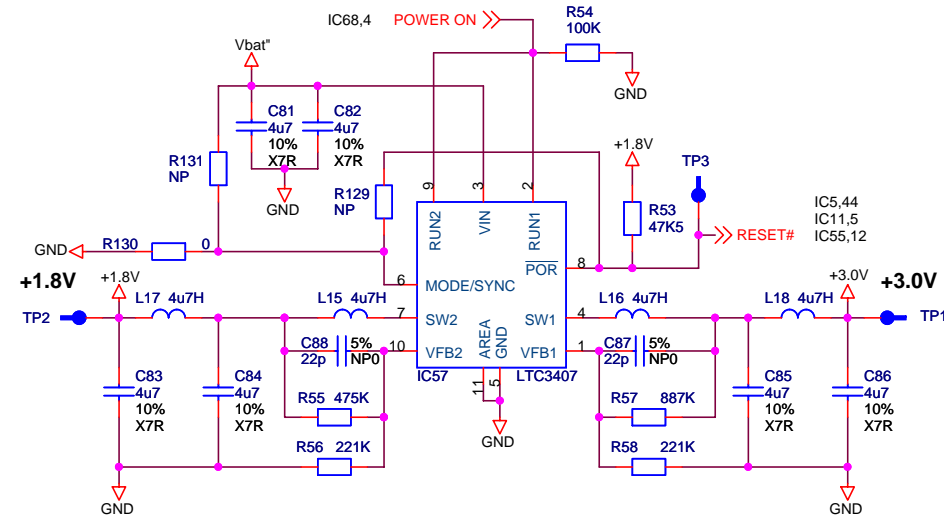 IC68,4 POWER ON
R54
100K
GND
Vbat"
C81
4u7
10%
X7R
C82
4u7
10%
X7R
GND
R131
NP
R129
NP
+1.8V
TP3
R53
47K5
IC5,44
IC11,5
IC55,12
RESET#
GND R130 0
9 3 2
RUN2 VIN RUN1
POR 8
6 MODE/SYNC
7 SW2
SW1 4
10 VFB2
VFB1 1
AREA GND
IC57 LTC3407
11 5
GND
+1.8V
+1.8V
TP2
L17 4u7H
L15 4u7H
L16 4u7H
L18 4u7H
+3.0V
+3.0V
TP1
C88
22p
5%
NP0
C87
22p
5%
NP0
C83
4u7
10%
X7R
C84
4u7
10%
X7R
R55 475K
R56 221K
R57 887K
R58 221K
C85
4u7
10%
X7R
C86
4u7
10%
X7R
GND
GND